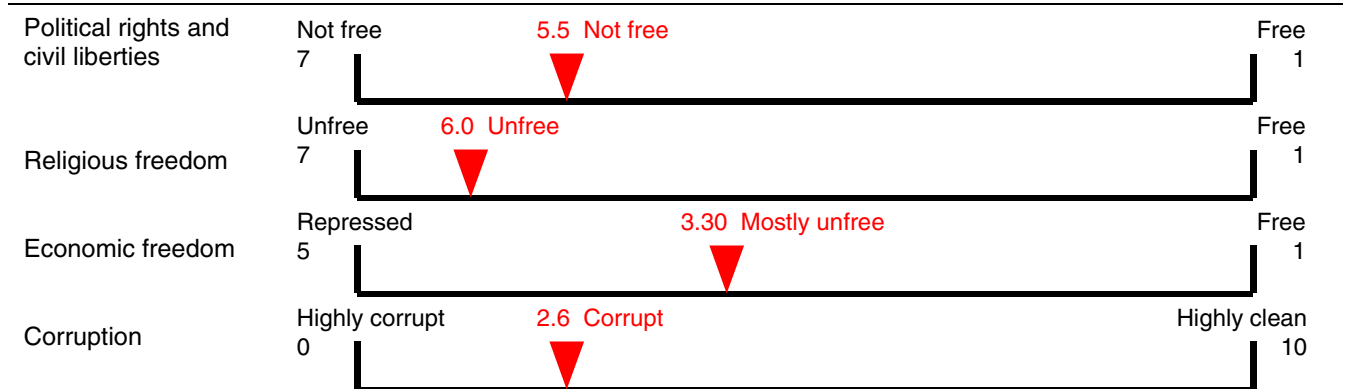 Political rights and
civil liberties
Not free
5.5 Not free
Free
7
1
Religious freedom
Unfree
6.0 Unfree
Free
7
1
Economic freedom
Repressed
3.30 Mostly unfree
Free
5
1
Corruption
Highly corrupt
2.6 Corrupt
Highly clean
0
10